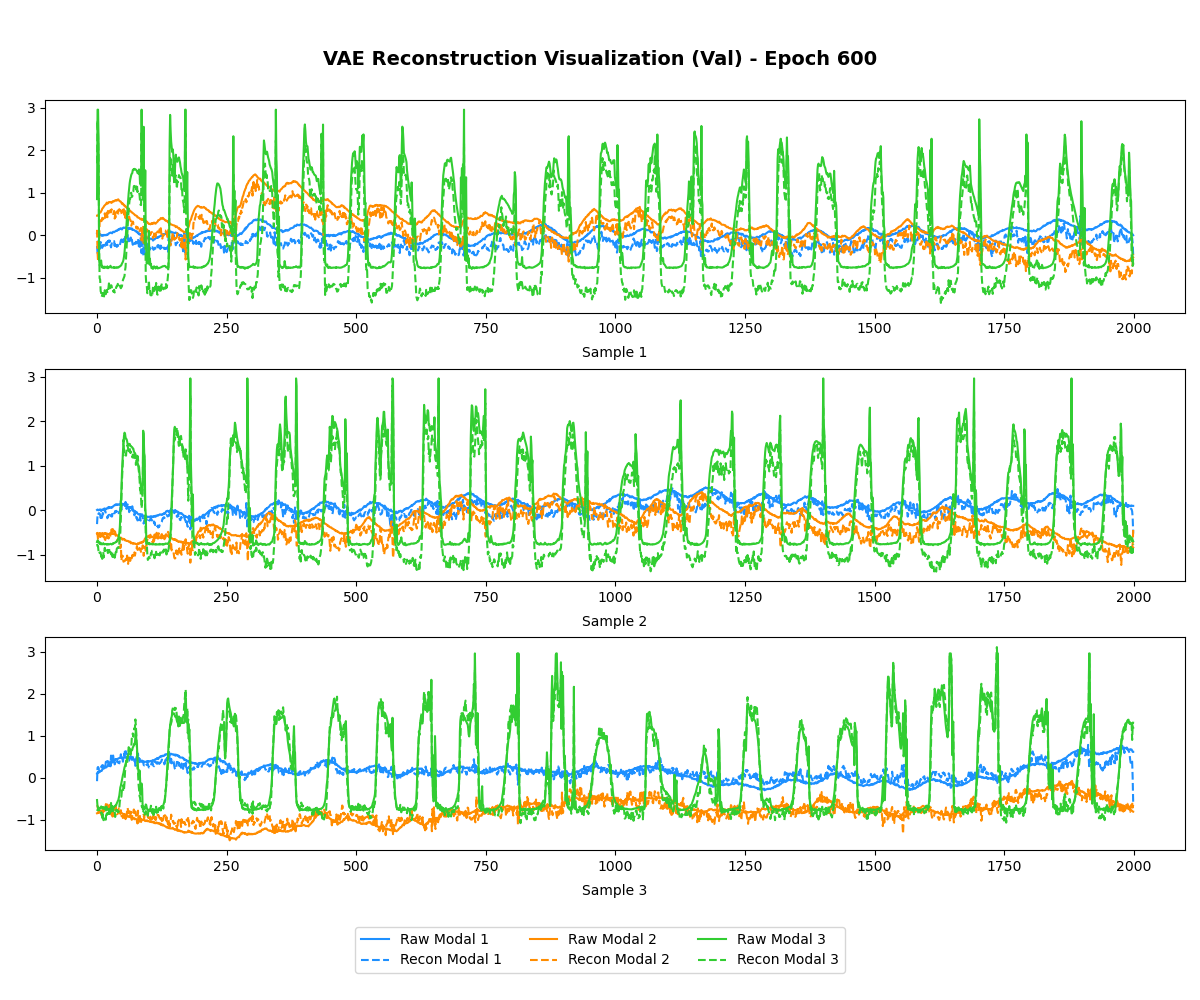 VAE Reconstruction Visualization (Val) - Epoch 600
3
2
1
0
−1
0 250 500 750 1000 1250 1500 1750 2000
Sample 1
3
2
1
0
−1
0 250 500 750 1000 1250 1500 1750 2000
Sample 2
3
2
1
0
−1
0 250 500 750 1000 1250 1500 1750 2000
Sample 3
Raw Modal 1 Raw Modal 2 Raw Modal 3
Recon Modal 1 Recon Modal 2 Recon Modal 3